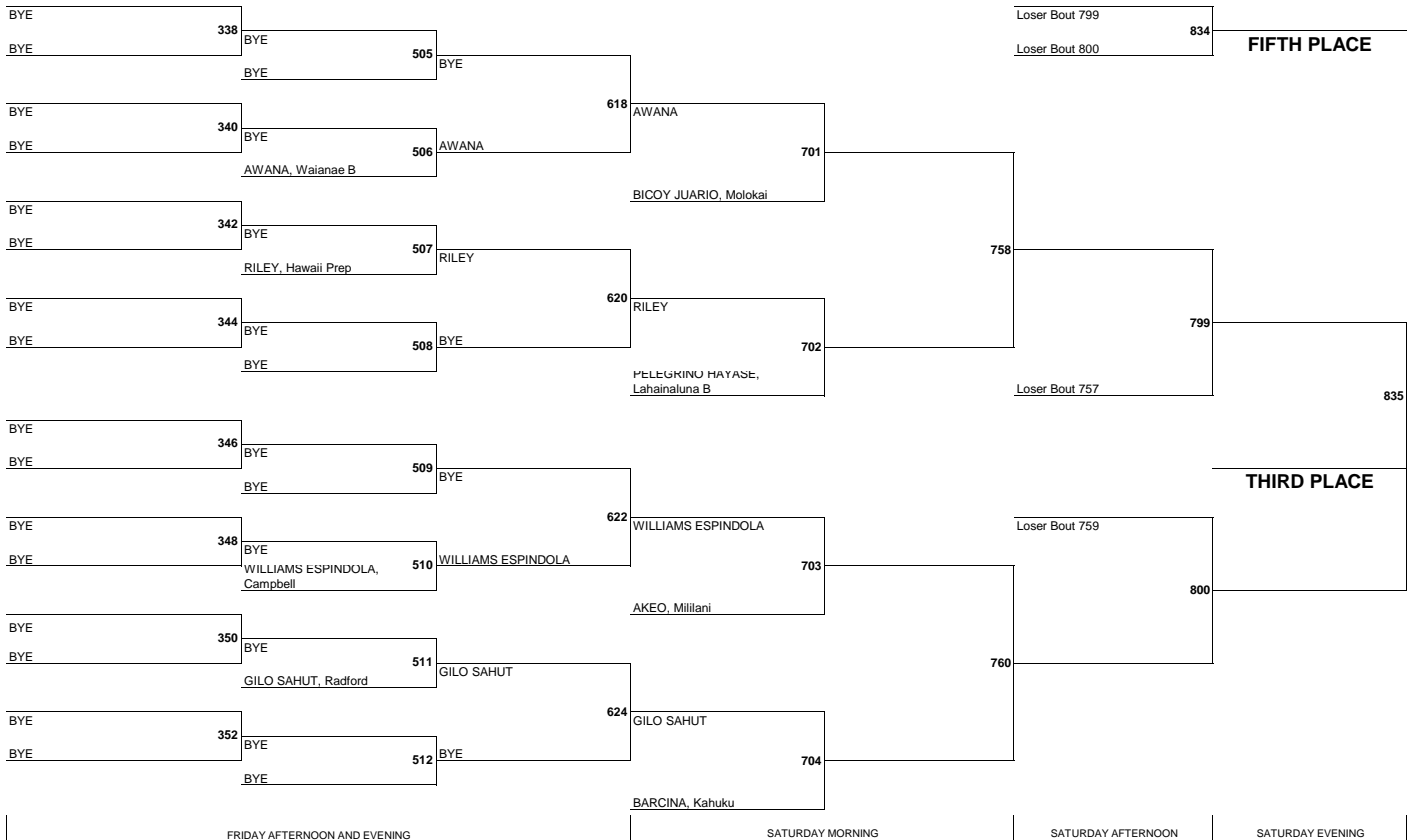 BYE
Loser Bout 799
338
834
BYE
BYE
Loser Bout 800
FIFTH PLACE
505
BYE
BYE
618
BYE
AWANA
340
BYE
BYE
AWANA
506
701
AWANA, Waianae B
BICOY JUARIO, Molokai
BYE
342
BYE
BYE
507
758
RILEY
RILEY, Hawaii Prep
620
BYE
RILEY
344
799
BYE
BYE
BYE
508
702
BYE
PELEGRINO HAYASE,
Lahainaluna B
Loser Bout 757
835
BYE
346
BYE
BYE
509
BYE
THIRD PLACE
BYE
622
BYE
WILLIAMS ESPINDOLA
Loser Bout 759
348
BYE
BYE
WILLIAMS ESPINDOLA
WILLIAMS ESPINDOLA,
Campbell
510
703
800
AKEO, Mililani
BYE
350
BYE
BYE
511
760
GILO SAHUT
GILO SAHUT, Radford
624
BYE
GILO SAHUT
352
BYE
BYE
BYE
512
704
BYE
BARCINA, Kahuku
FRIDAY AFTERNOON AND EVENING
SATURDAY MORNING
SATURDAY AFTERNOON
SATURDAY EVENING